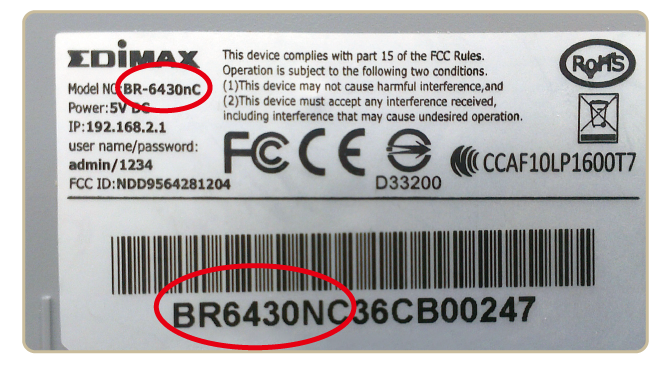 EDIMAX
Model NO:BR-6430nC
Power:5V DC
IP:192.168.2.1
user name/password:
admin/1234
FCC ID:NDD9564281204
This device complies with part 15 of the FCC Rules.
Operation is subject to the following two conditions.
(1)This device may not cause harmful interference,and
(2)This device must accept any interference received,
including interference that may cause undesired operation.
FC CE
D33200
CCAF10LP1600T7
RoHS
BR6430NC36CB00247